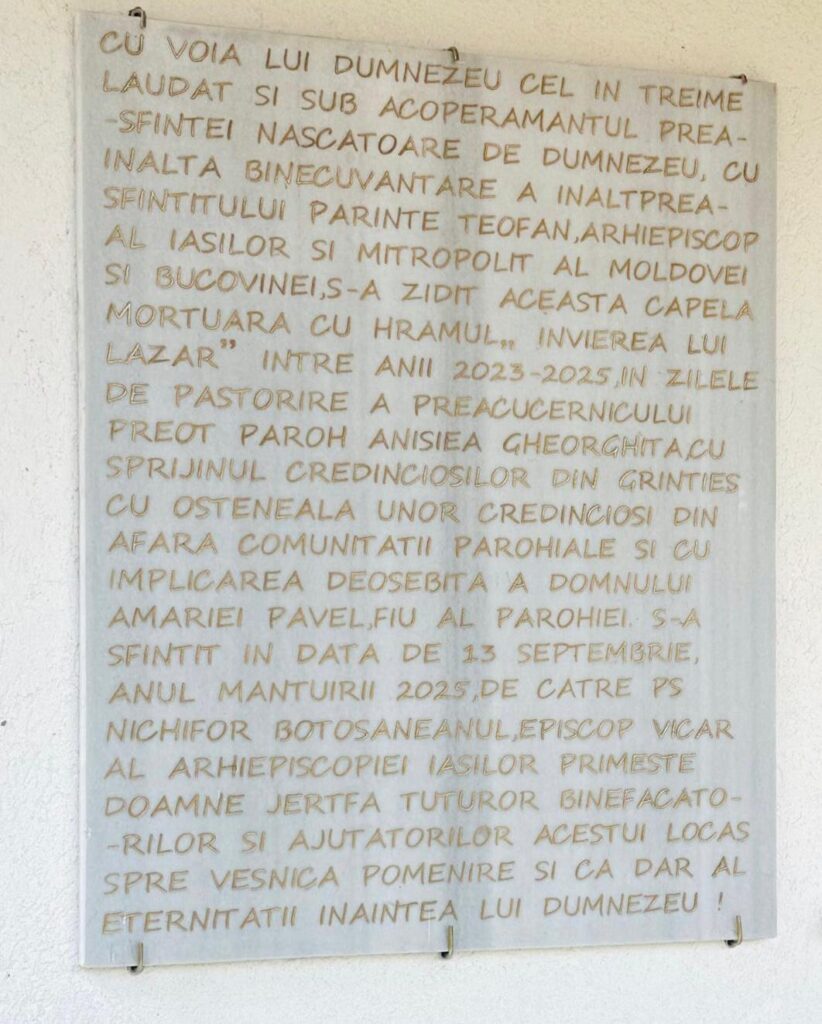 CU VOIA LUI DUMNEZEU CEL IN TREIME
LAUDAT SI SUB ACOPERAMANTUL PREA-
-SFINTEI NASCATOARE DE DUMNEZEU, CU
INALTA BINECUVANTARE A INALTPREA-
SFINTITULUI PARINTE TEOFAN,ARHIEPISCOP
AL IASILOR SI MITROPOLIT AL MOLDOVEI
SI BUCOVINEI,S-A ZIDIT ACEASTA CAPELA
MORTUARA CU HRAMUL„ INVIEREA LUI
LAZAR” INTRE ANII 2023-2025,IN ZILELE
DE PASTORIRE A PREACUCERNICULUI
PREOT PAROH ANISIEA GHEORGHITA,CU
SPRIJINUL CREDINCIOSILOR DIN GRINTIES
CU OSTENEALA UNOR CREDINCIOSI DIN
AFARA COMUNITATII PAROHIALE SI CU
IMPLICAREA DEOSEBITA A DOMNULUI
AMARIEI PAVEL,FIU AL PAROHIEI. S-A
SFINTIT IN DATA DE 13 SEPTEMBRIE,
ANUL MANTUIRII 2025,DE CATRE PS
NICHIFOR BOTOSANEANUL,EPISCOP VICAR
AL ARHIEPISCOPIEI IASILOR PRIMESTE
DOAMNE JERTFA TUTUROR BINEFACATO-
-RILOR SI AJUTATORILOR ACESTUI LOCAS
SPRE VESNICA POMENIRE SI CA DAR AL
ETERNITATII INAINTEA LUI DUMNEZEU !